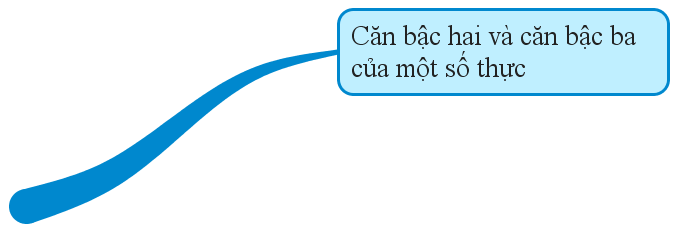 Căn bậc hai và căn bậc ba
của một số thực